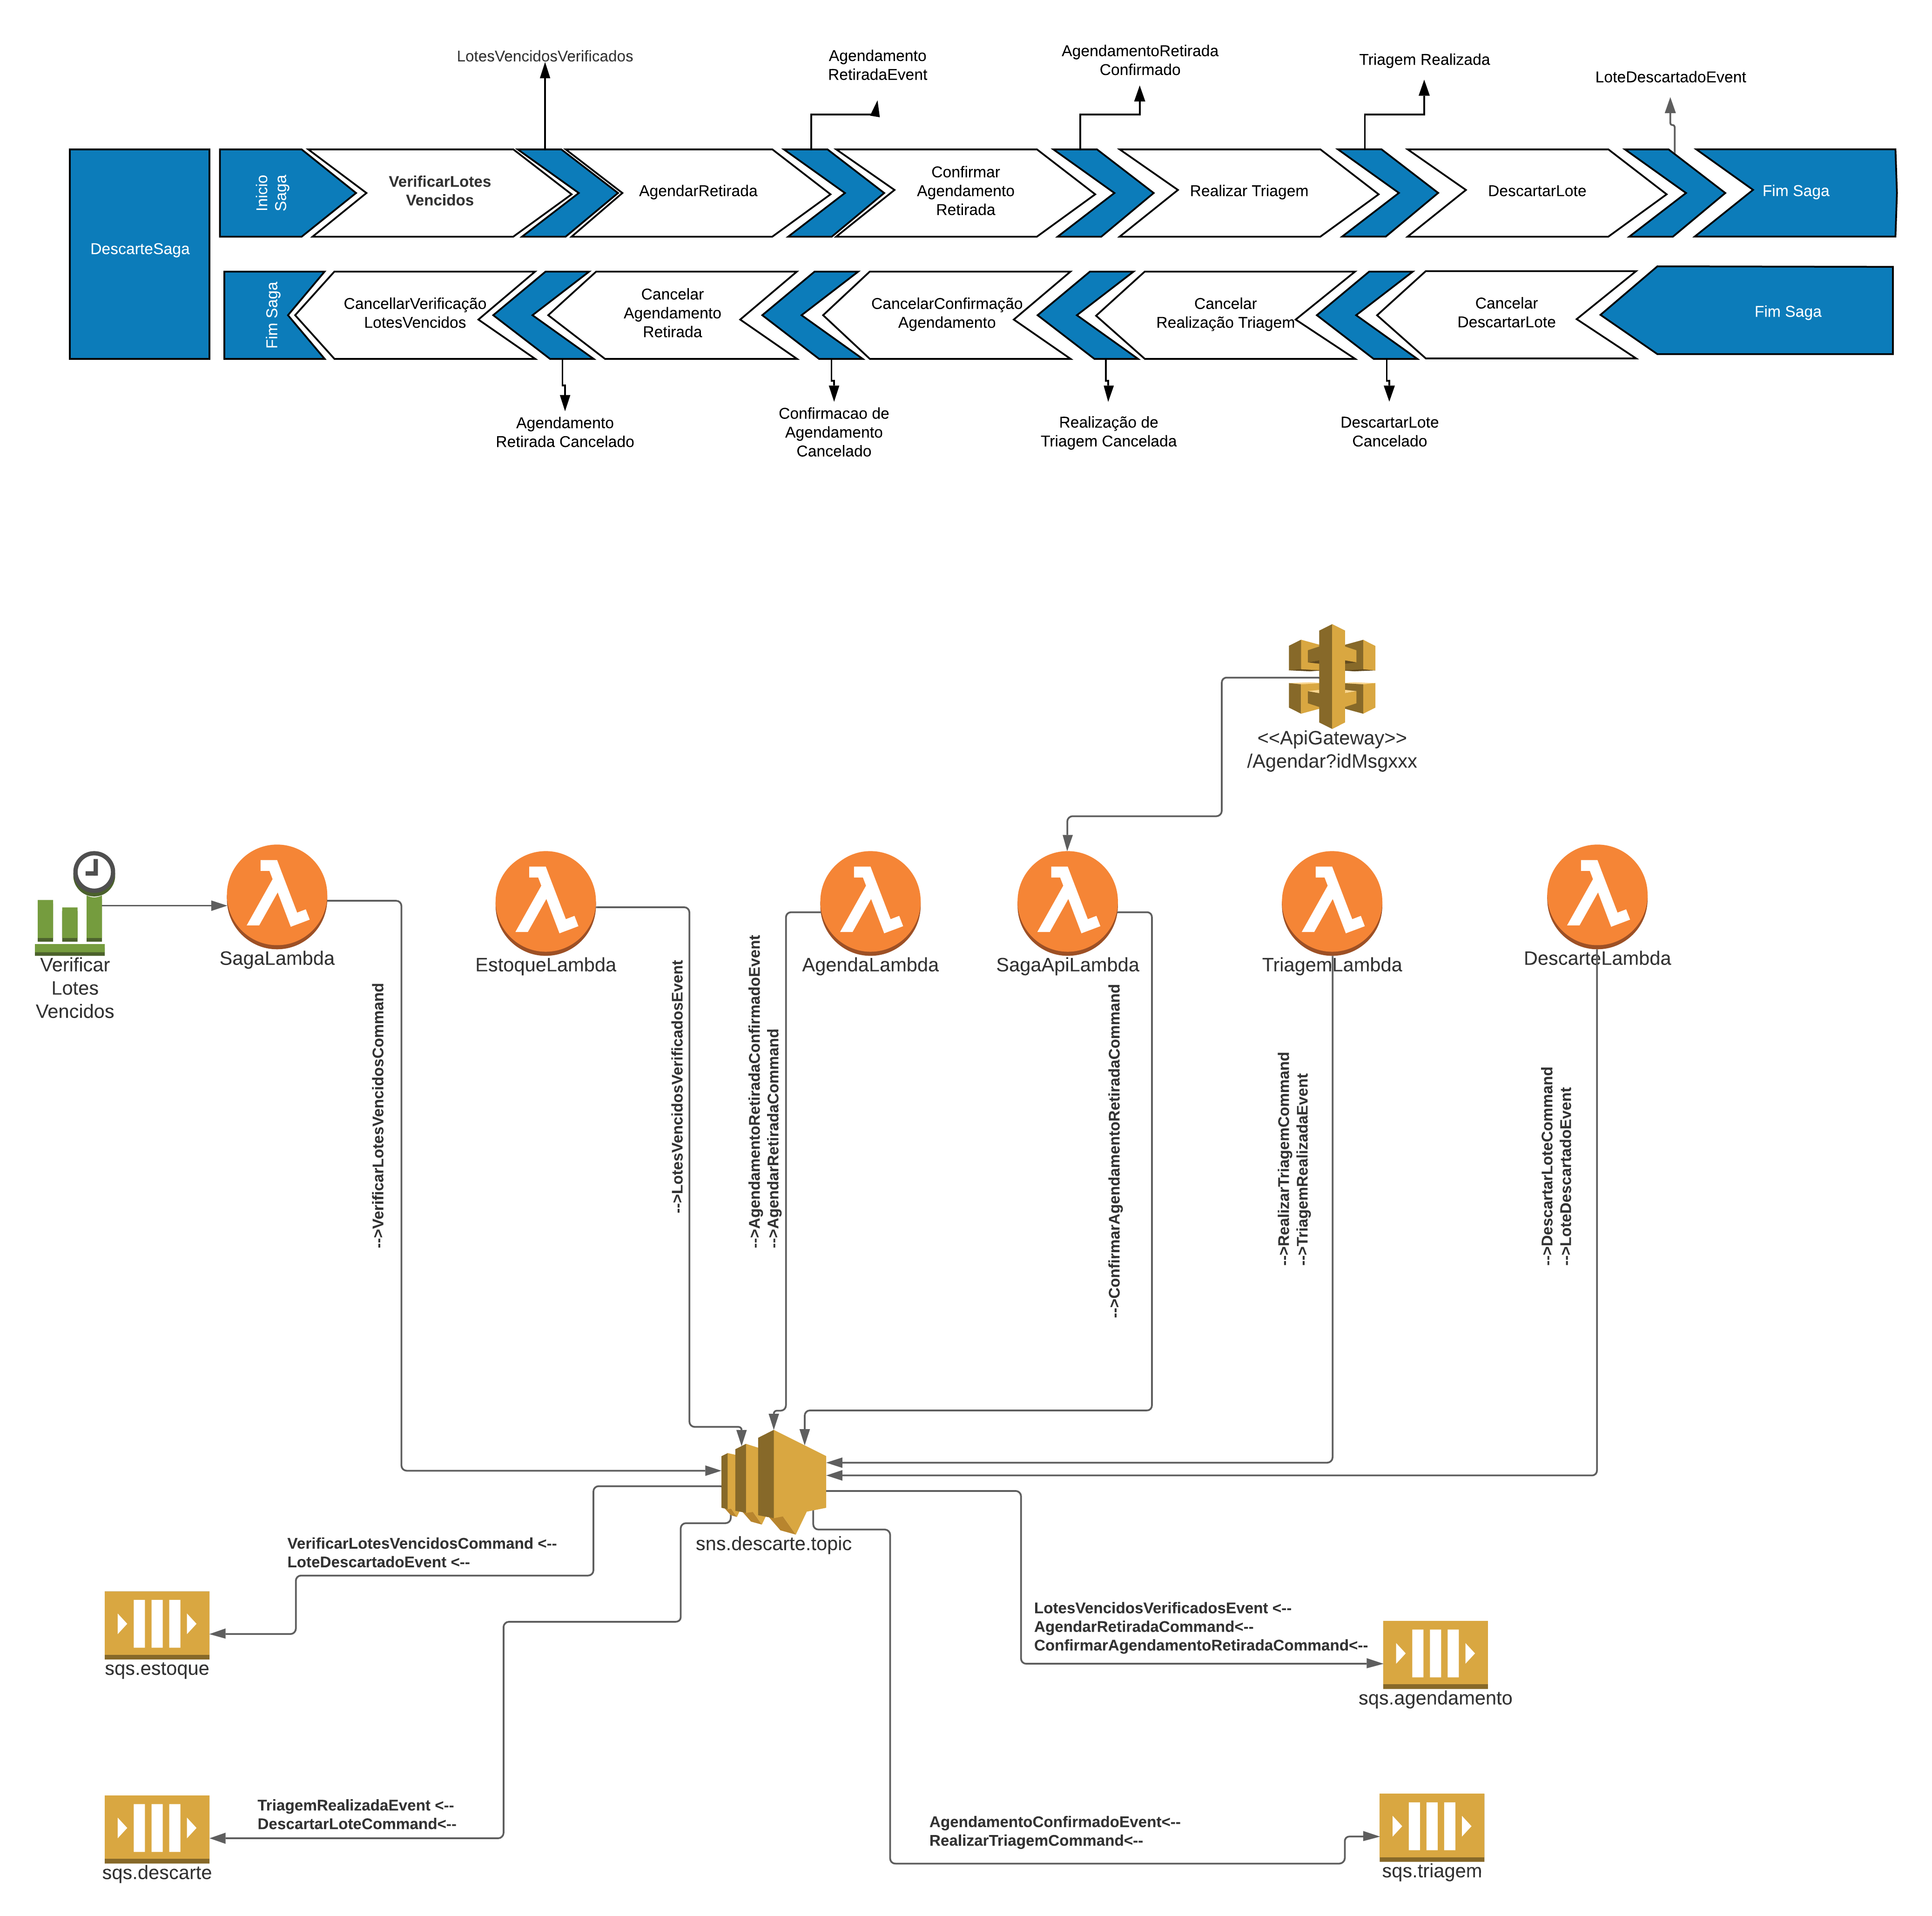 LotesVencidosVerificados
Agendamento
RetiradaEvent
AgendamentoRetirada
Confirmado
Triagem Realizada
LoteDescartadoEvent
DescarteSaga
Inicio
Saga
VerificarLotes
Vencidos
AgendarRetirada
Confirmar
Agendamento
Retirada
Realizar Triagem
DescartarLote
Fim Saga
Fim Saga
CancellarVerificação
LotesVencidos
Cancelar
Agendamento
Retirada
CancelarConfirmação
Agendamento
Cancelar
Realização Triagem
Cancelar
DescartarLote
Fim Saga
Agendamento
Retirada Cancelado
Confirmacao de
Agendamento
Cancelado
Realização de
Triagem Cancelada
DescartarLote
Cancelado
<<ApiGateway>>
/Agendar?idMsgxxx
Verificar
Lotes
Vencidos
SagaLambda
EstoqueLambda
AgendaLambda
SagaApiLambda
TriagemLambda
DescarteLambda
-->VerificarLotesVencidosCommand
-->LotesVencidosVerificadosEvent
-->AgendamentoRetiradaConfirmadoEvent
-->AgendarRetiradaCommand
-->ConfirmarAgendamentoRetiradaCommand
-->RealizarTriagemCommand
-->TriagemRealizadaEvent
-->DescartarLoteCommand
-->LoteDescartadoEvent
sns.descarte.topic
VerificarLotesVencidosCommand <--
LoteDescartadoEvent <--
sqs.estoque
LotesVencidosVerificadosEvent <--
AgendarRetiradaCommand<--
ConfirmarAgendamentoRetiradaCommand<--
sqs.agendamento
TriagemRealizadaEvent <--
DescartarLoteCommand<--
sqs.descarte
AgendamentoConfirmadoEvent<--
RealizarTriagemCommand<--
sqs.triagem